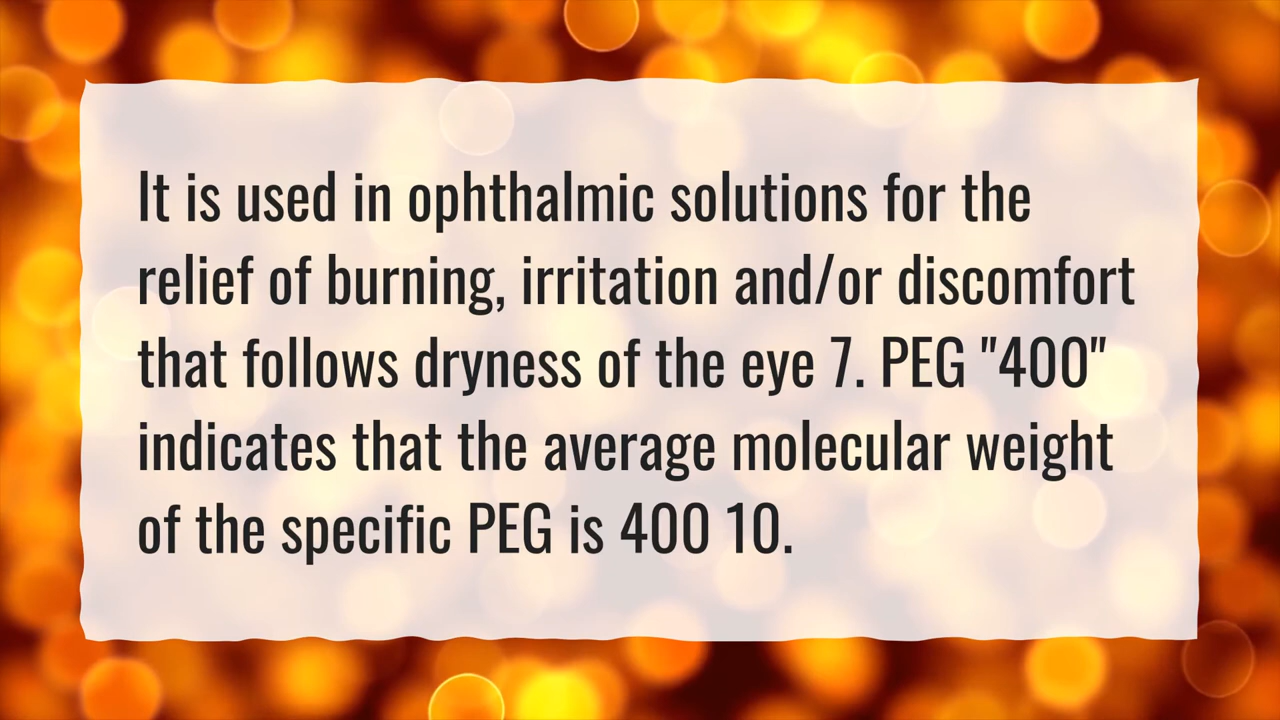 It is used in ophthalmic solutions for the
relief of burning, irritation and/or discomfort
that follows dryness of the eye 7. PEG "400"
indicates that the average molecular weight
of the specific PEG is 400 10.